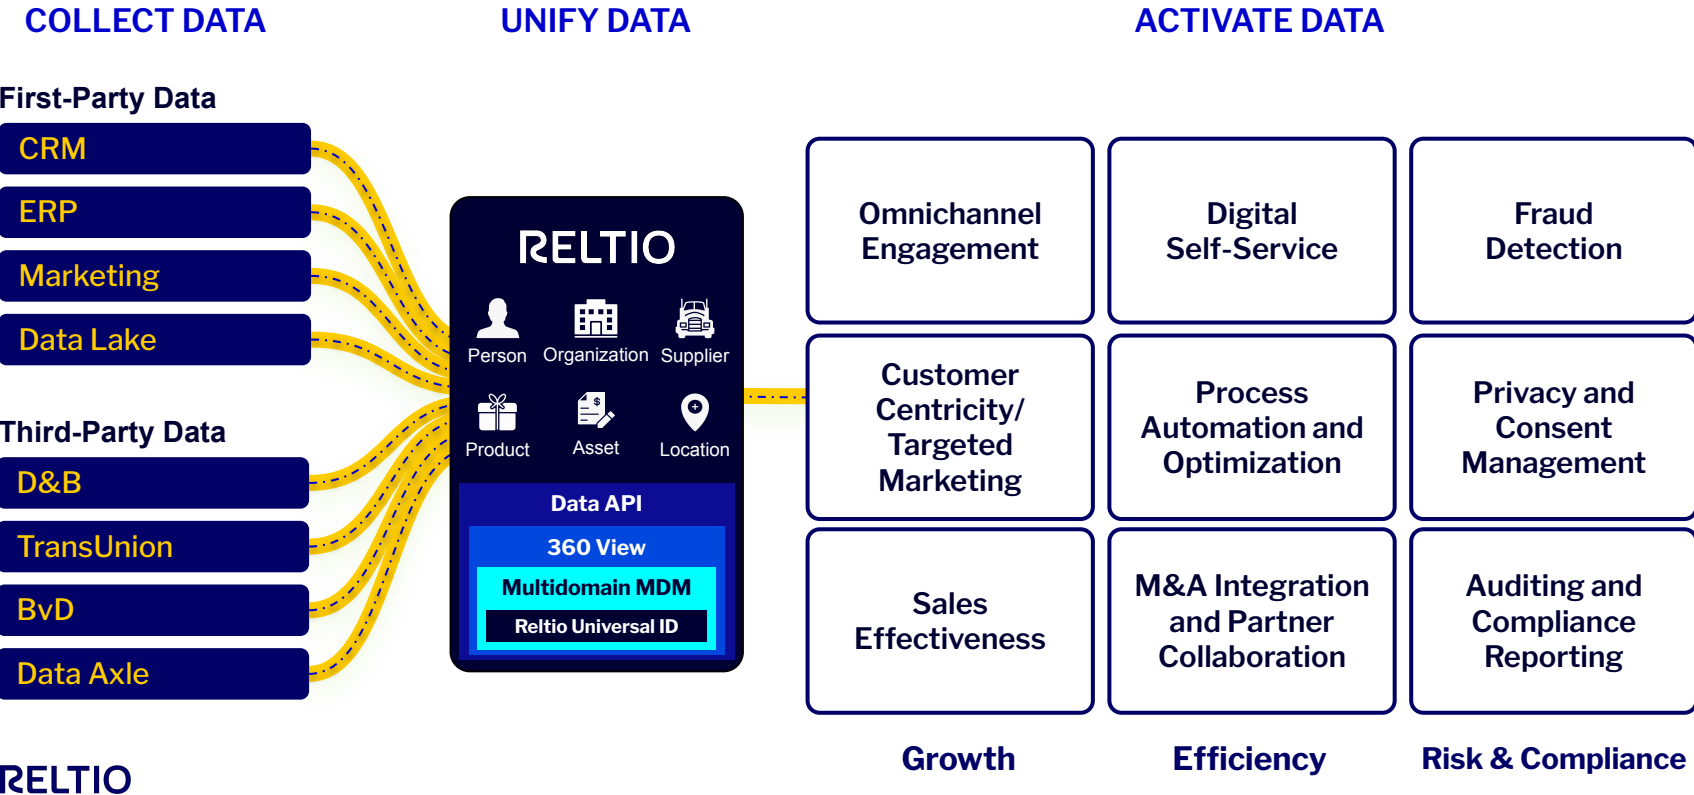 COLLECT DATA
UNIFY DATA
ACTIVATE DATA
First-Party Data
CRM
ERP
Marketing
Data Lake
Third-Party Data
D&B
TransUnion
BvD
Data Axle
RELTIO
Person
Organization
Supplier
$
Product
Asset
Location
Data API
360 View
Multidomain MDM
Reltio Universal ID
Omnichannel
Engagement
Digital
Self-Service
Fraud
Detection
Customer
Centricity/
Targeted
Marketing
Process
Automation and
Optimization
Privacy and
Consent
Management
Sales
Effectiveness
M&A Integration
and Partner
Collaboration
Auditing and
Compliance
Reporting
Growth
Efficiency
Risk & Compliance
RELTIO